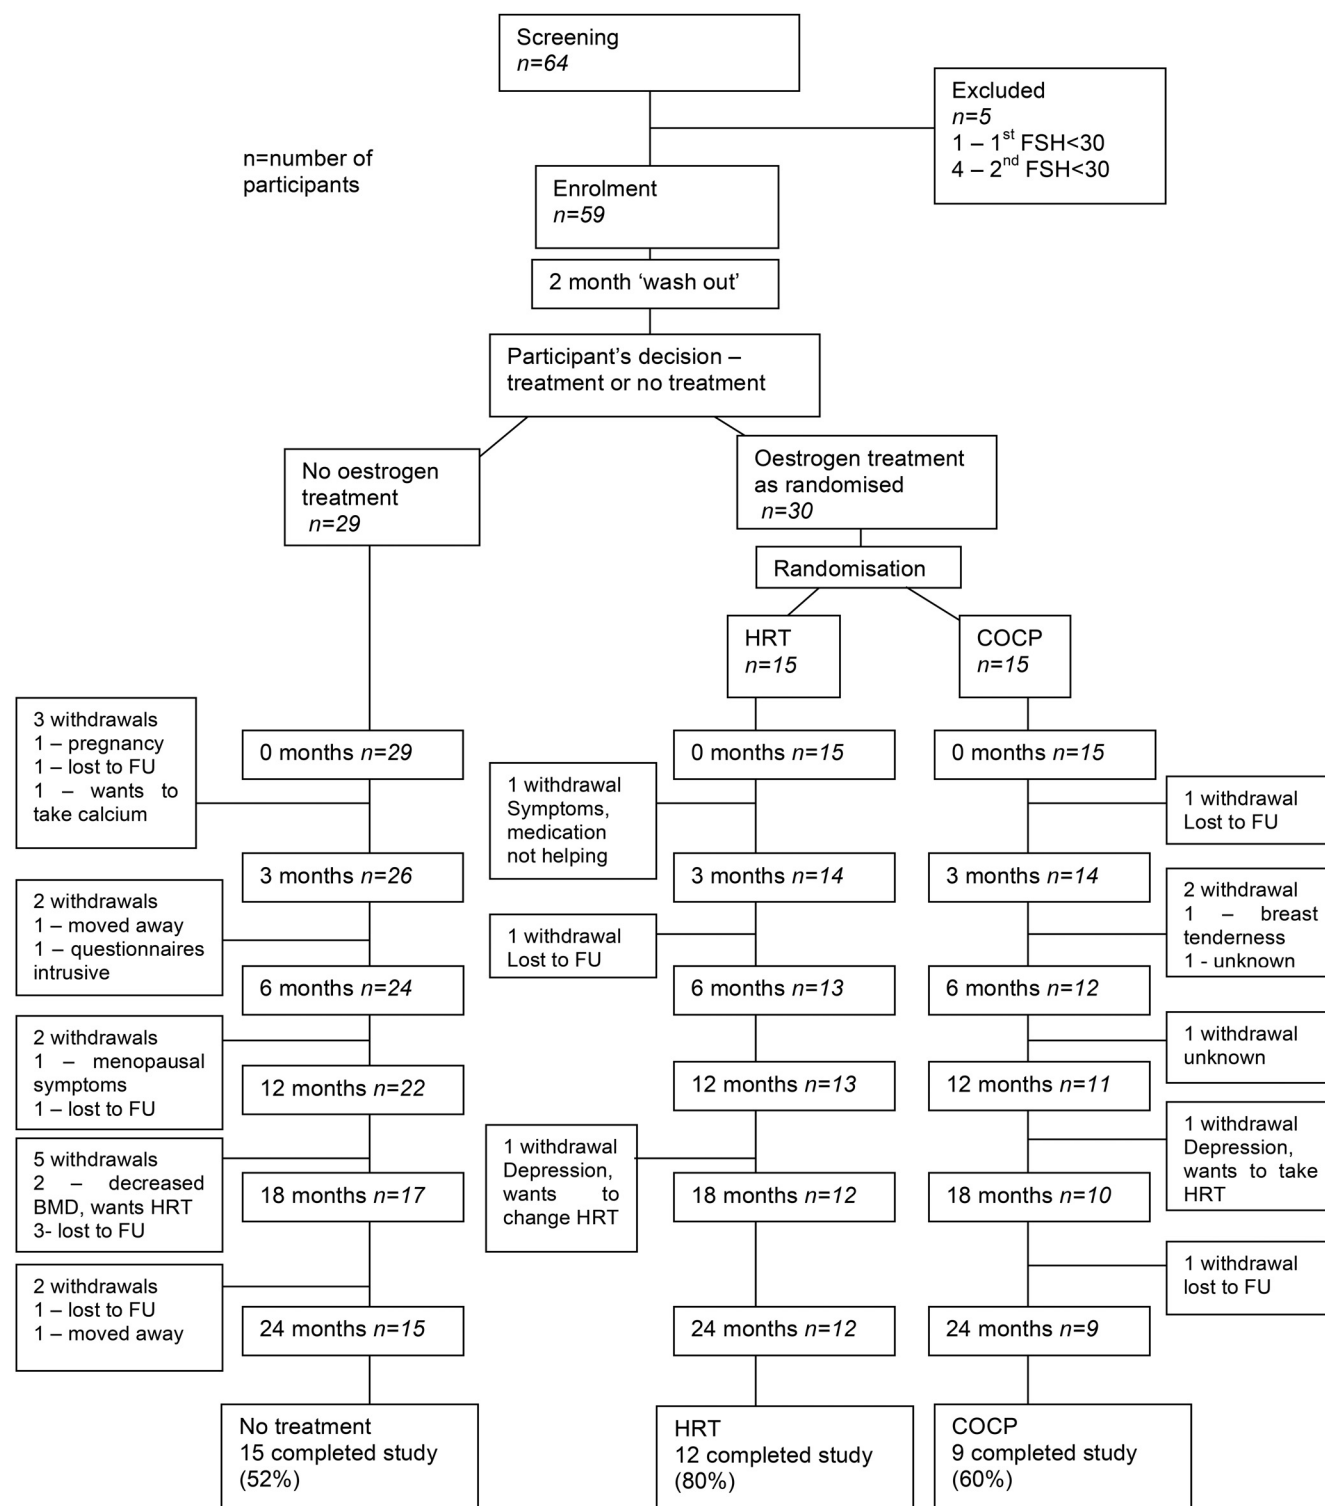 Screening
n=64
Excluded
n=5
1 – 1st FSH<30
4 – 2nd FSH<30
n=number of
participants
Enrolment
n=59
2 month ‘wash out’
Participant’s decision –
treatment or no treatment
No oestrogen
treatment
n=29
Oestrogen treatment
as randomised
n=30
Randomisation
HRT
n=15
COCP
n=15
3 withdrawals
1 – pregnancy
1 – lost to FU
1 – wants to
take calcium
0 months n=29
3 months n=26
2 withdrawals
1 – moved away
1 – questionnaires
intrusive
6 months n=24
2 withdrawals
1 – menopausal
symptoms
1 – lost to FU
12 months n=22
5 withdrawals
2 – decreased
BMD, wants HRT
3- lost to FU
18 months n=17
2 withdrawals
1 – lost to FU
1 – moved away
24 months n=15
No treatment
15 completed study
(52%)
0 months n=15
1 withdrawal
Symptoms,
medication
not helping
3 months n=14
1 withdrawal
Lost to FU
6 months n=13
12 months n=13
1 withdrawal
Depression,
wants to
change HRT
18 months n=12
24 months n=12
HRT
12 completed study
(80%)
0 months n=15
1 withdrawal
Lost to FU
3 months n=14
2 withdrawal
1 – breast
tenderness
1 - unknown
6 months n=12
1 withdrawal
unknown
12 months n=11
1 withdrawal
Depression,
wants to take
HRT
18 months n=10
1 withdrawal
lost to FU
24 months n=9
COCP
9 completed study
(60%)